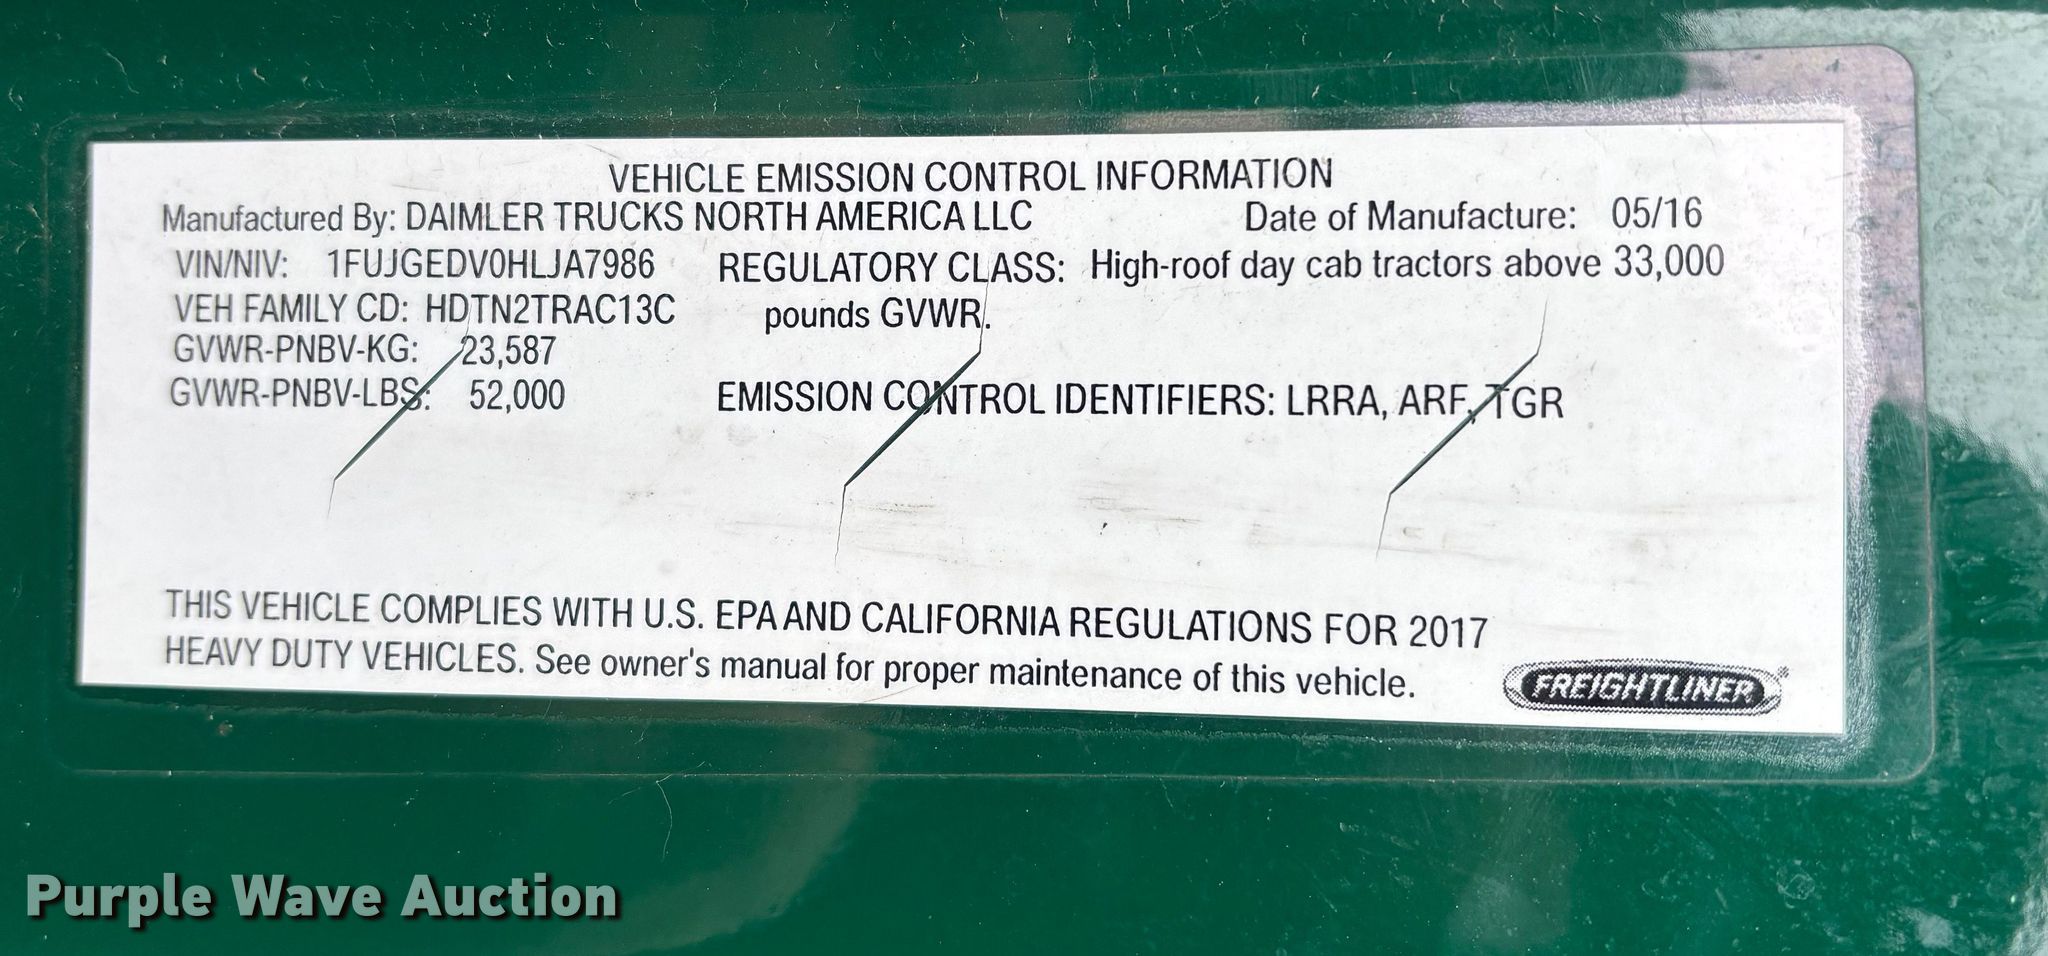 VEHICLE EMISSION CONTROL INFORMATION
Manufactured By: DAIMLER TRUCKS NORTH AMERICA LLC Date of Manufacture: 05/16
VIN/NIV: 1FUJGEDV0HLJA7986 REGULATORY CLASS: High-roof day cab tractors above 33,000
VEH FAMILY CD: HDTN2TRAC13C pounds GVWR.
GVWR-PNBV-KG: 23,587
GVWR-PNBV-LBS: 52,000 EMISSION CONTROL IDENTIFIERS: LRRA, ARF, TGR
THIS VEHICLE COMPLIES WITH U.S. EPA AND CALIFORNIA REGULATIONS FOR 2017
HEAVY DUTY VEHICLES. See owner's manual for proper maintenance of this vehicle.
FREIGHTLINER®
Purple Wave Auction